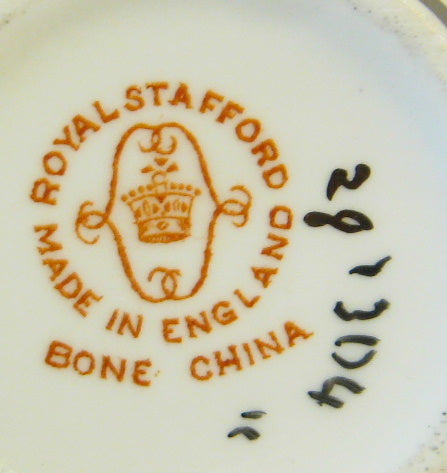 ROYAL STAFFORD
MADE IN ENGLAND
BONE CHINA